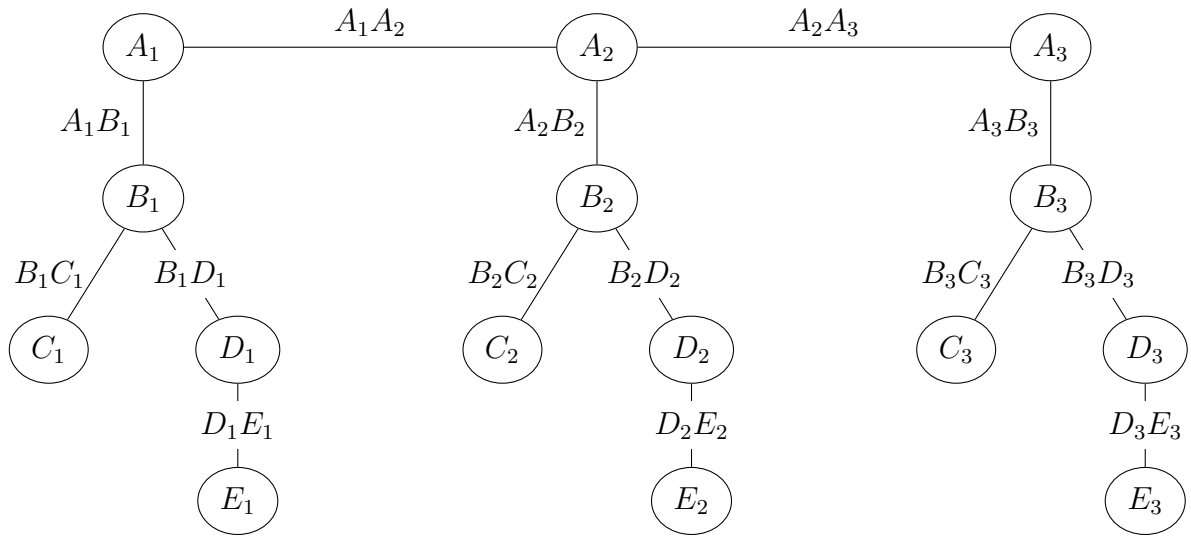 A₁A₂ A₂A₃
A₁ A₂ A₃
A₁B₁ A₂B₂ A₃B₃
B₁ B₂ B₃
B₁C₁ B₁D₁ B₂C₂ B₂D₂ B₃C₃ B₃D₃
C₁ D₁ C₂ D₂ C₃ D₃
D₁E₁ D₂E₂ D₃E₃
E₁ E₂ E₃